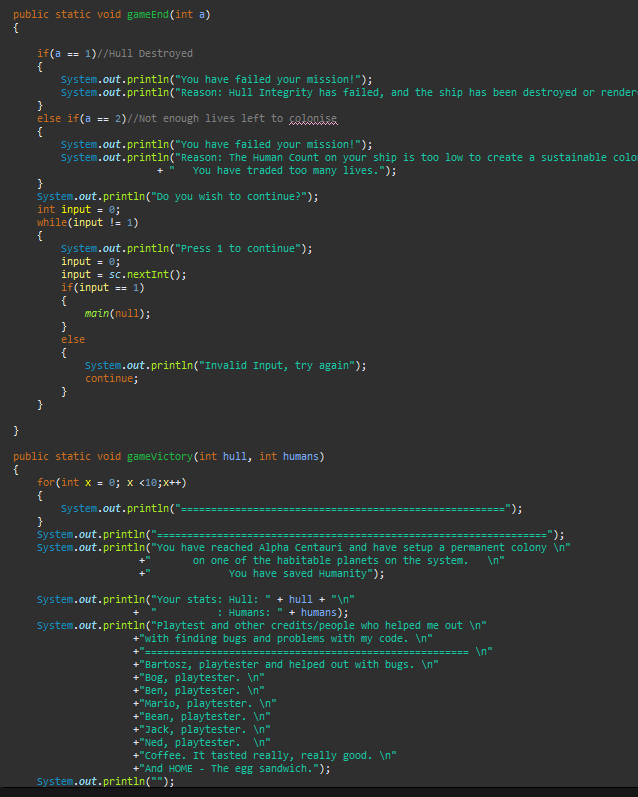 public static void gameEnd(int a)
{
if(a == 1)//Hull Destroyed
{
System.out.println("You have failed your mission!");
System.out.println("Reason: Hull Integrity has failed, and the ship has been destroyed or render
}
else if(a == 2)//Not enough lives left to colonise
{
System.out.println("You have failed your mission!");
System.out.println("Reason: The Human Count on your ship is too low to create a sustainable colo
+ "   You have traded too many lives.");
}
System.out.println("Do you wish to continue?");
int input = 0;
while(input != 1)
{
System.out.println("Press 1 to continue");
input = 0;
input = sc.nextInt();
if(input == 1)
{
main(null);
}
else
{
System.out.println("Invalid Input, try again");
continue;
}
}
}
public static void gameVictory(int hull, int humans)
{
for(int x = 0; x <10;x++)
{
System.out.println("======================================================");
}
System.out.println("=================================================================");
System.out.println("You have reached Alpha Centauri and have setup a permanent colony \n"
+"       on one of the habitable planets on the system.   \n"
+"             You have saved Humanity");
System.out.println("Your stats: Hull: " + hull + "\n"
+  "          : Humans: " + humans);
System.out.println("Playtest and other credits/people who helped me out \n"
+"with finding bugs and problems with my code. \n"
+"====================================================== \n"
+"Bartosz, playtester and helped out with bugs. \n"
+"Bog, playtester. \n"
+"Ben, playtester. \n"
+"Mario, playtester. \n"
+"Bean, playtester. \n"
+"Jack, playtester. \n"
+"Ned, playtester.  \n"
+"Coffee. It tasted really, really good. \n"
+"And HOME - The egg sandwich.");
System.out.println("");